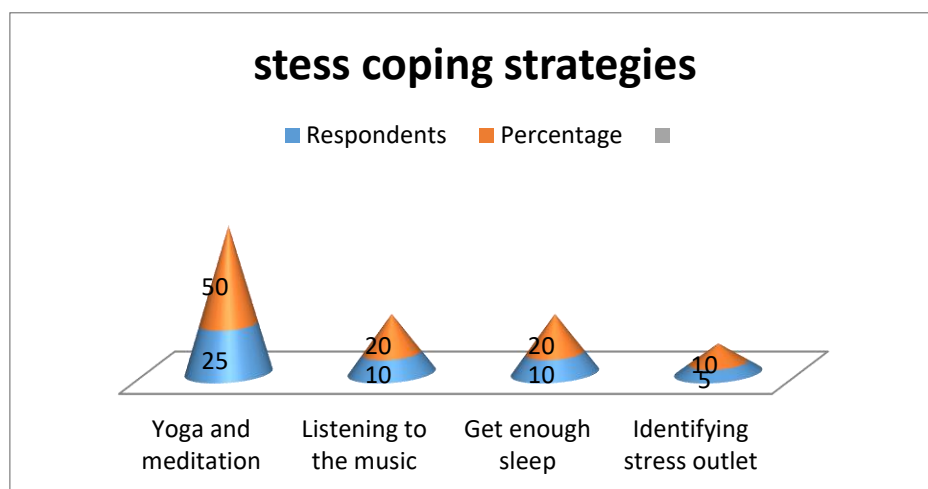 stess coping strategies
Respondents Percentage
50
25
20
10
20
10
10
5
Yoga and
meditation
Listening to
the music
Get enough
sleep
Identifying
stress outlet